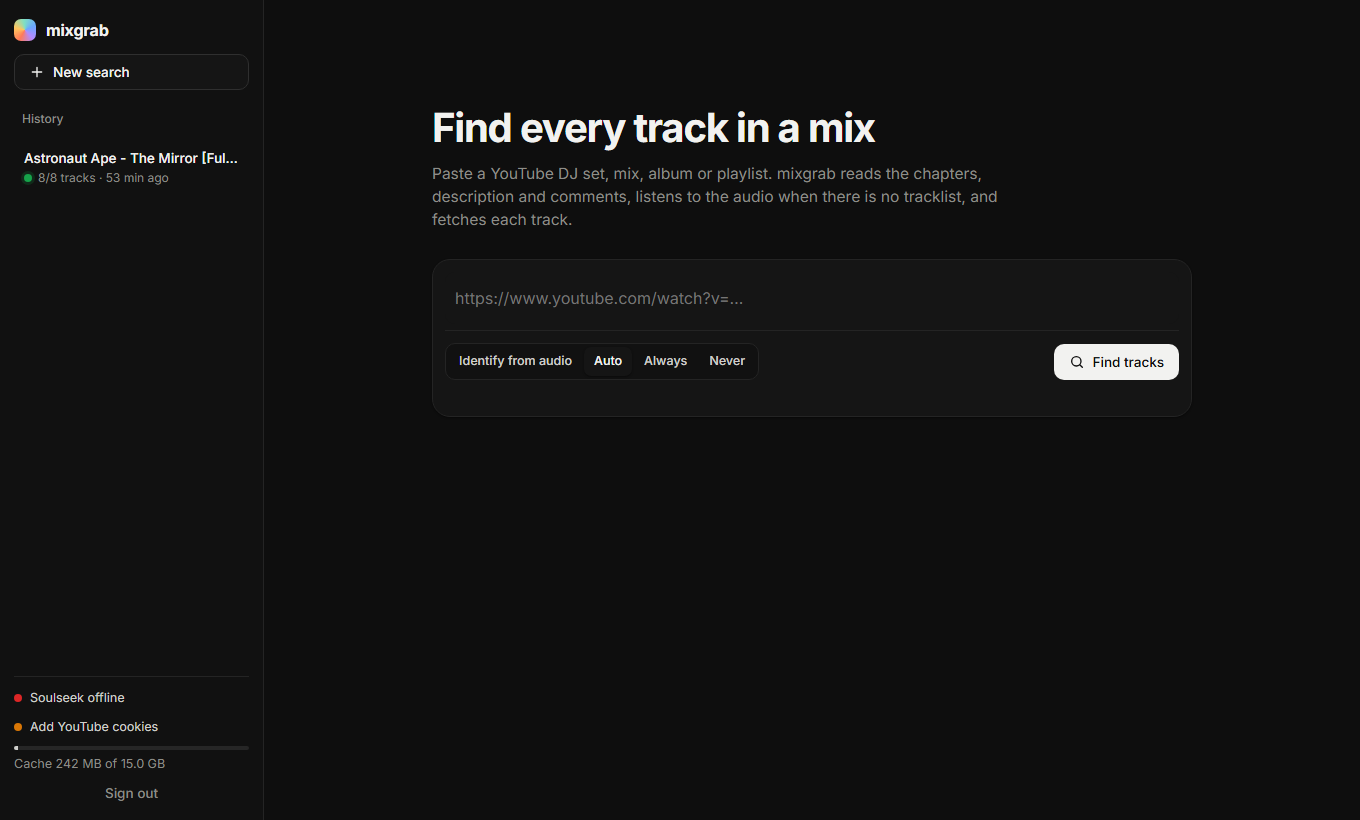 mixgrab
New search
History
Astronaut Ape - The Mirror [Ful...
8/8 tracks · 53 min ago
Soulseek offline
Add YouTube cookies
Cache 242 MB of 15.0 GB
Sign out
Find every track in a mix
Paste a YouTube DJ set, mix, album or playlist. mixgrab reads the chapters,
description and comments, listens to the audio when there is no tracklist, and
fetches each track.
https://www.youtube.com/watch?v=...
Identify from audio Auto Always Never
Find tracks